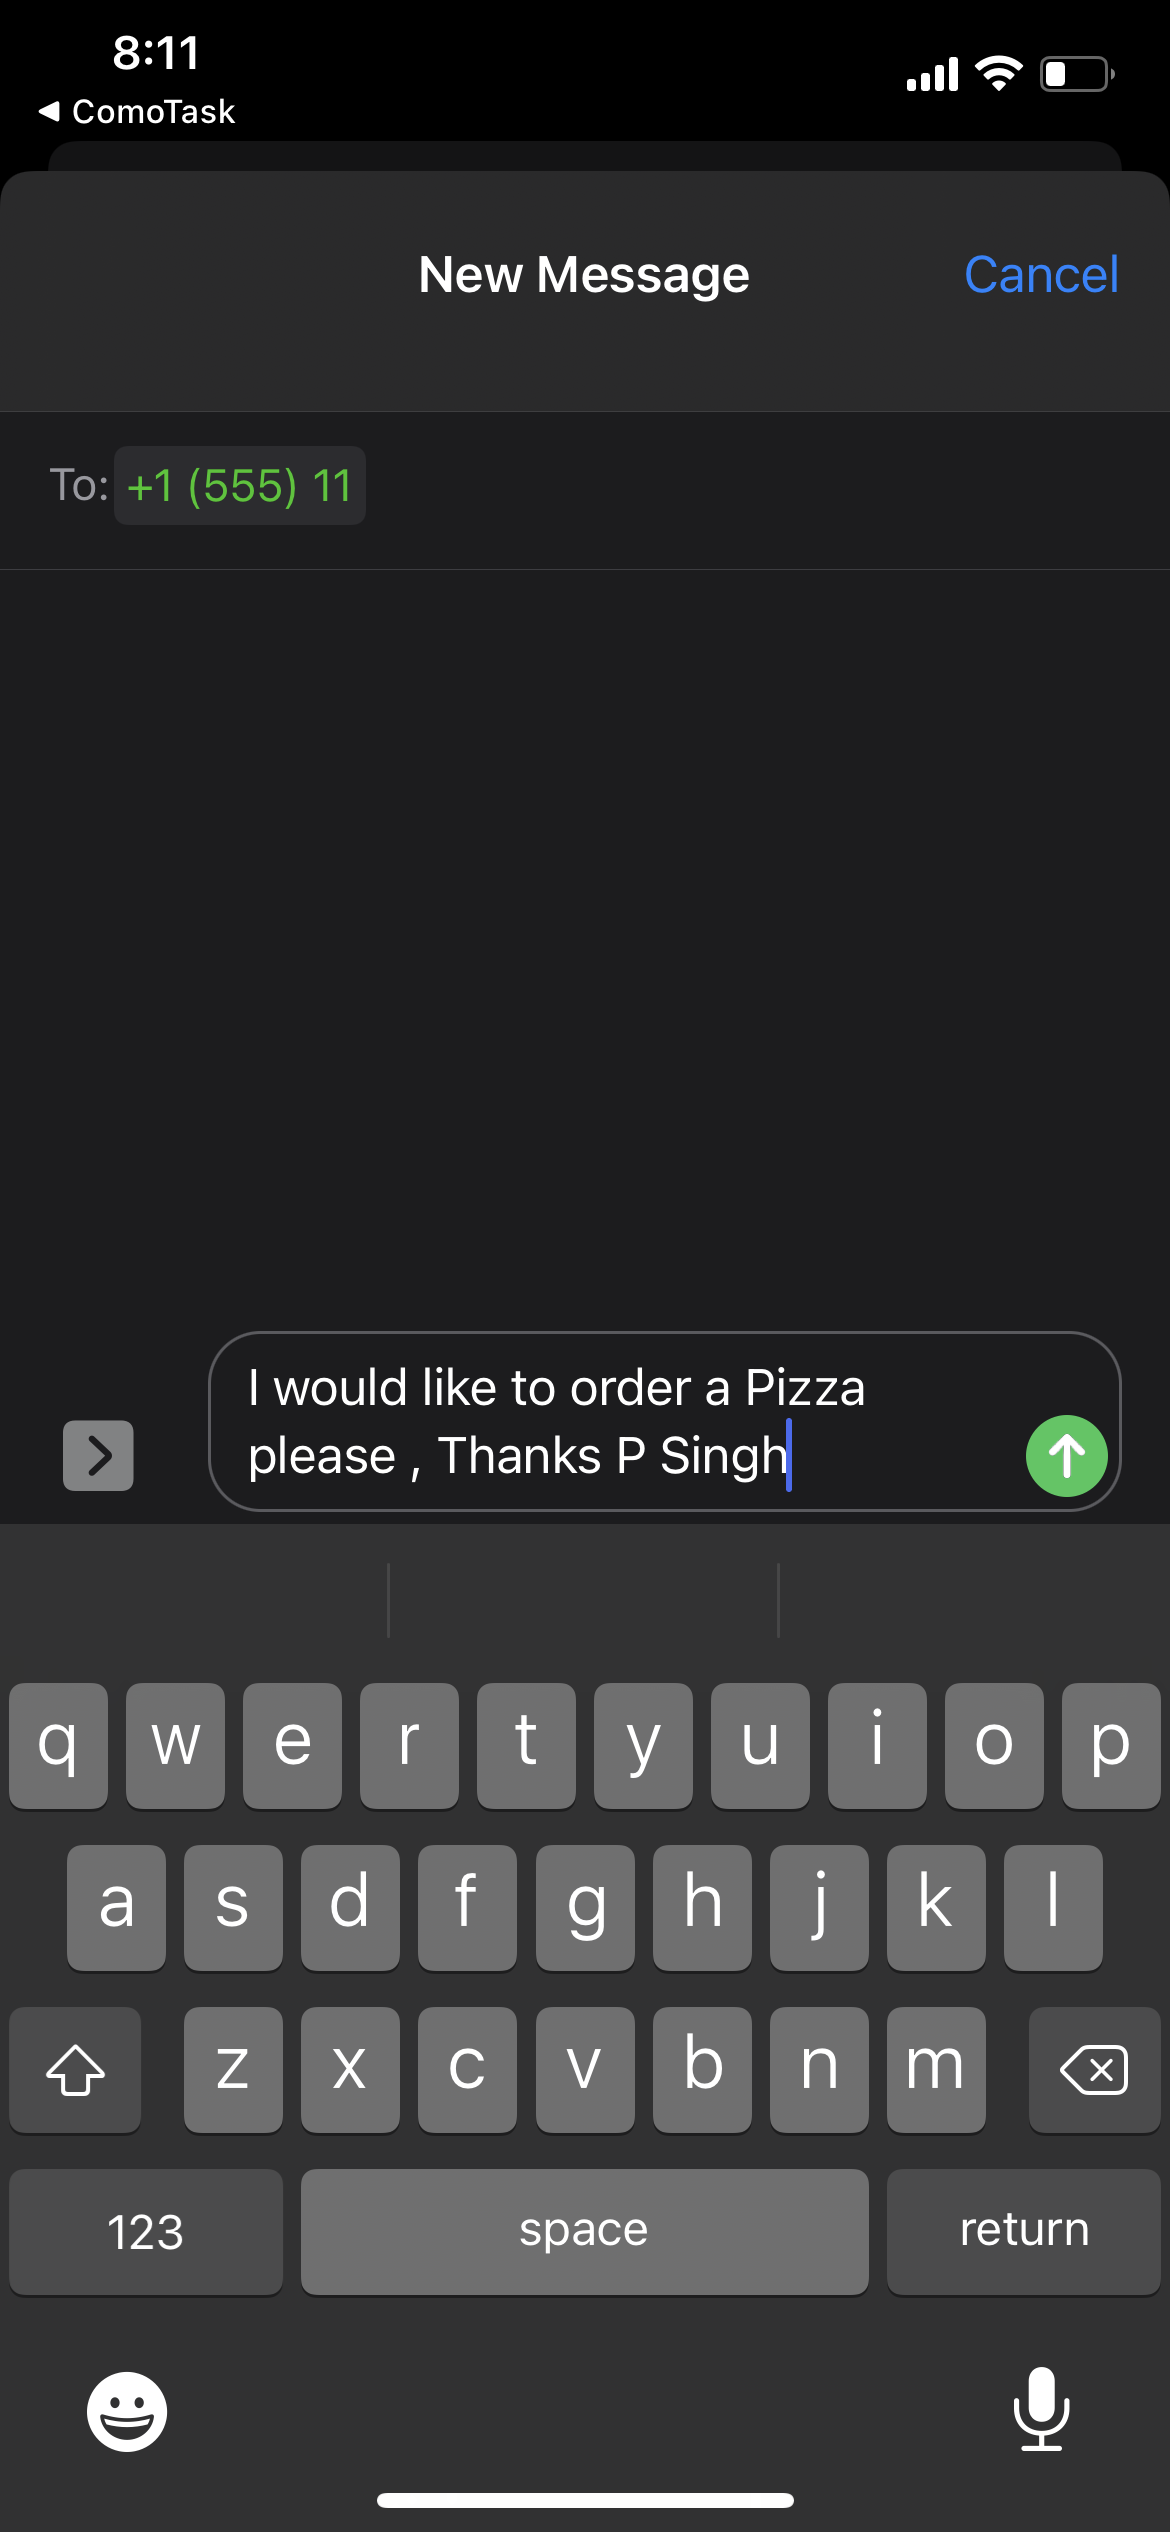 8:11
ComoTask
New Message
Cancel
To: +1 (555) 11
I would like to order a Pizza
please , Thanks P Singh
q w e r t y u i o p
a s d f g h j k l
z x c v b n m
123 space return